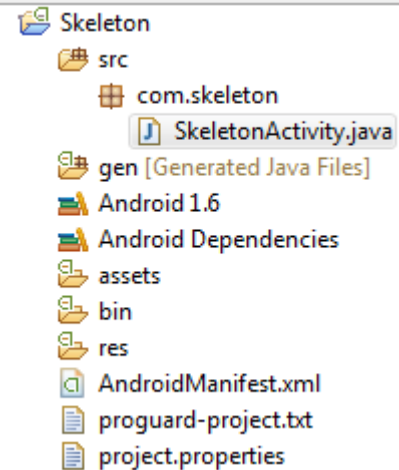 Skeleton
src
com.skeleton
SkeletonActivity.java
gen [Generated Java Files]
Android 1.6
Android Dependencies
assets
bin
res
AndroidManifest.xml
proguard-project.txt
project.properties